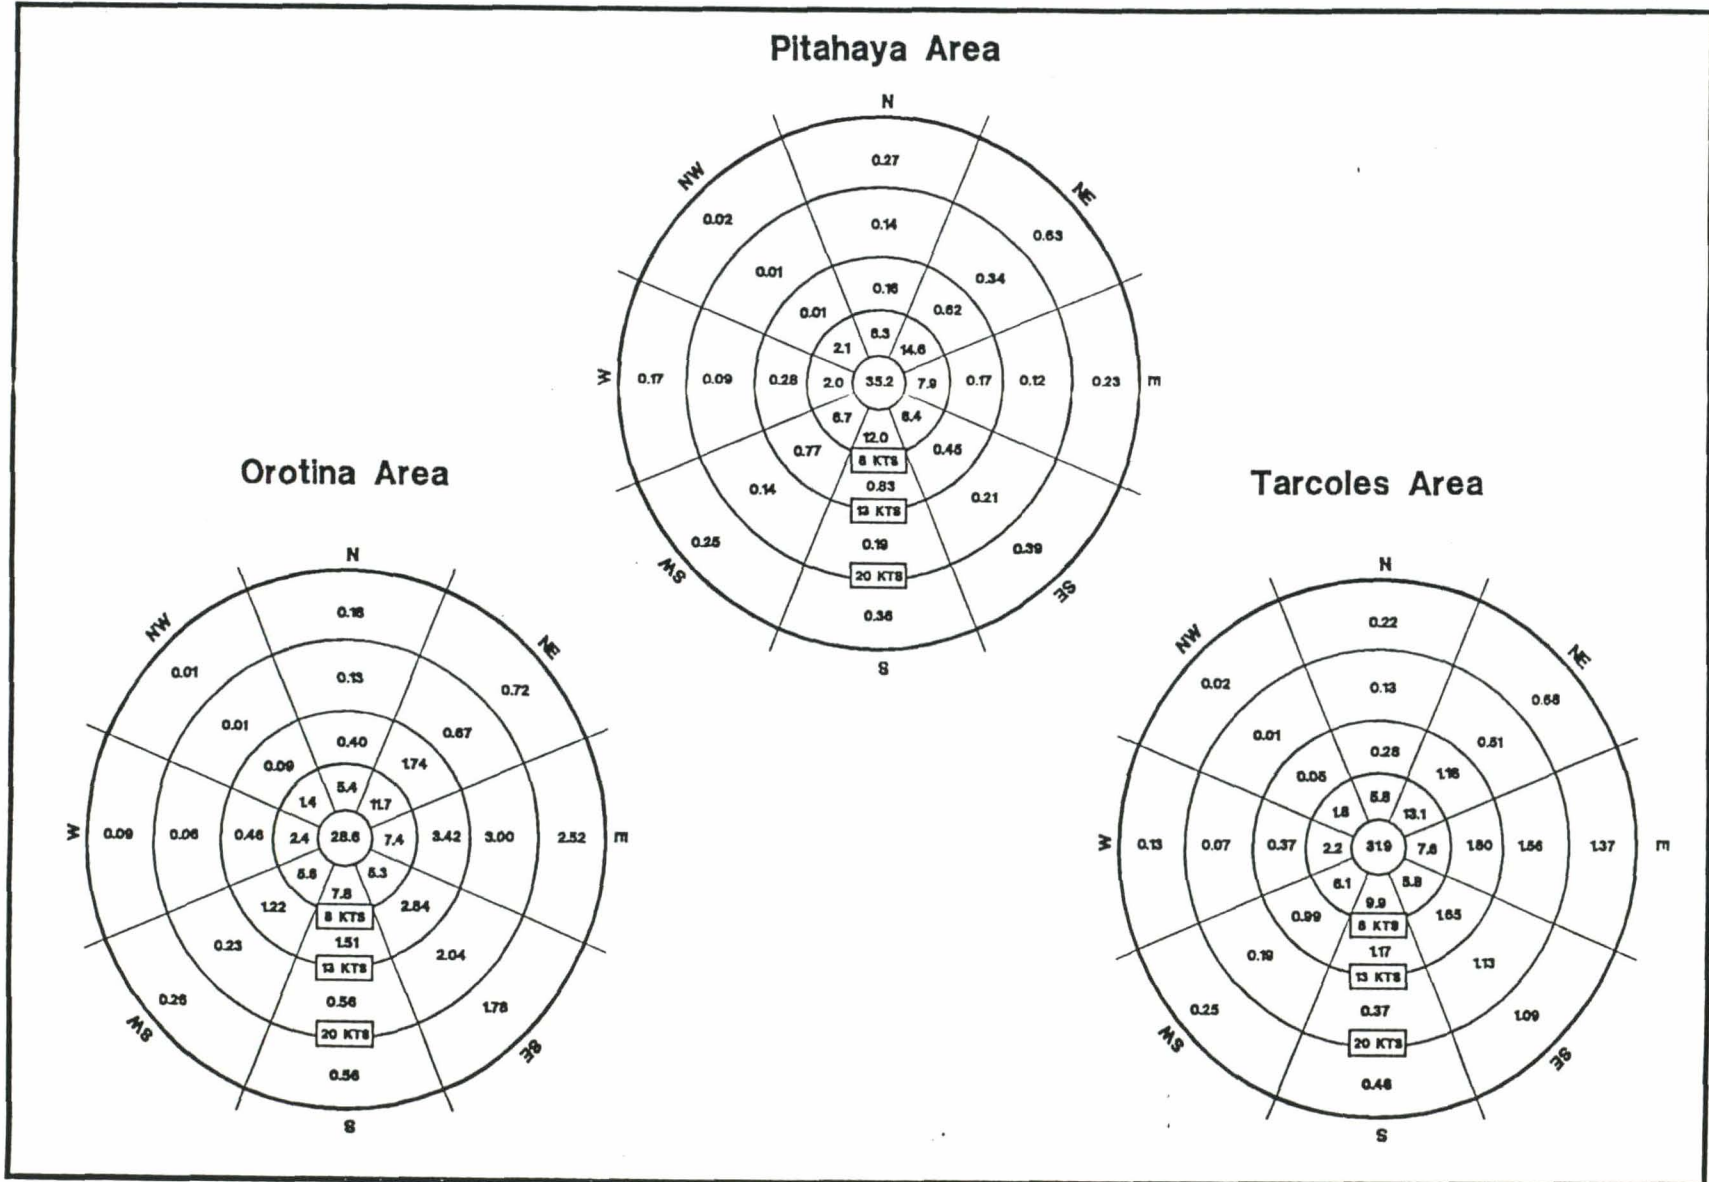 Pitahaya Area
N
0.27
NW
NE
0.02
0.14
0.63
0.01
0.34
0.16
0.01
0.62
6.3
2.1
14.6
W
0.17
0.09
0.28
2.0
35.2
7.9
0.17
0.12
0.23
E
6.7
6.4
12.0
0.77
0.45
8 KTS
0.14
0.83
0.21
13 KTS
0.25
0.19
0.39
SW
20 KTS
SE
0.36
S
Orotina Area
N
0.16
NW
NE
0.01
0.13
0.72
0.01
0.67
0.40
0.09
1.74
5.4
1.4
11.7
W
0.09
0.06
0.46
2.4
28.6
7.4
3.42
3.00
2.52
E
5.6
5.3
7.8
1.22
2.84
8 KTS
0.23
1.51
2.04
13 KTS
0.26
0.56
1.78
SW
20 KTS
SE
0.56
S
Tarcoles Area
N
0.22
NW
NE
0.02
0.13
0.68
0.01
0.51
0.28
0.05
1.16
5.8
1.8
13.1
W
0.13
0.07
0.37
2.2
31.9
7.6
1.80
1.56
1.37
E
6.1
5.8
9.9
0.99
1.65
8 KTS
0.19
1.17
1.13
13 KTS
0.25
0.37
1.09
SW
20 KTS
SE
0.46
S